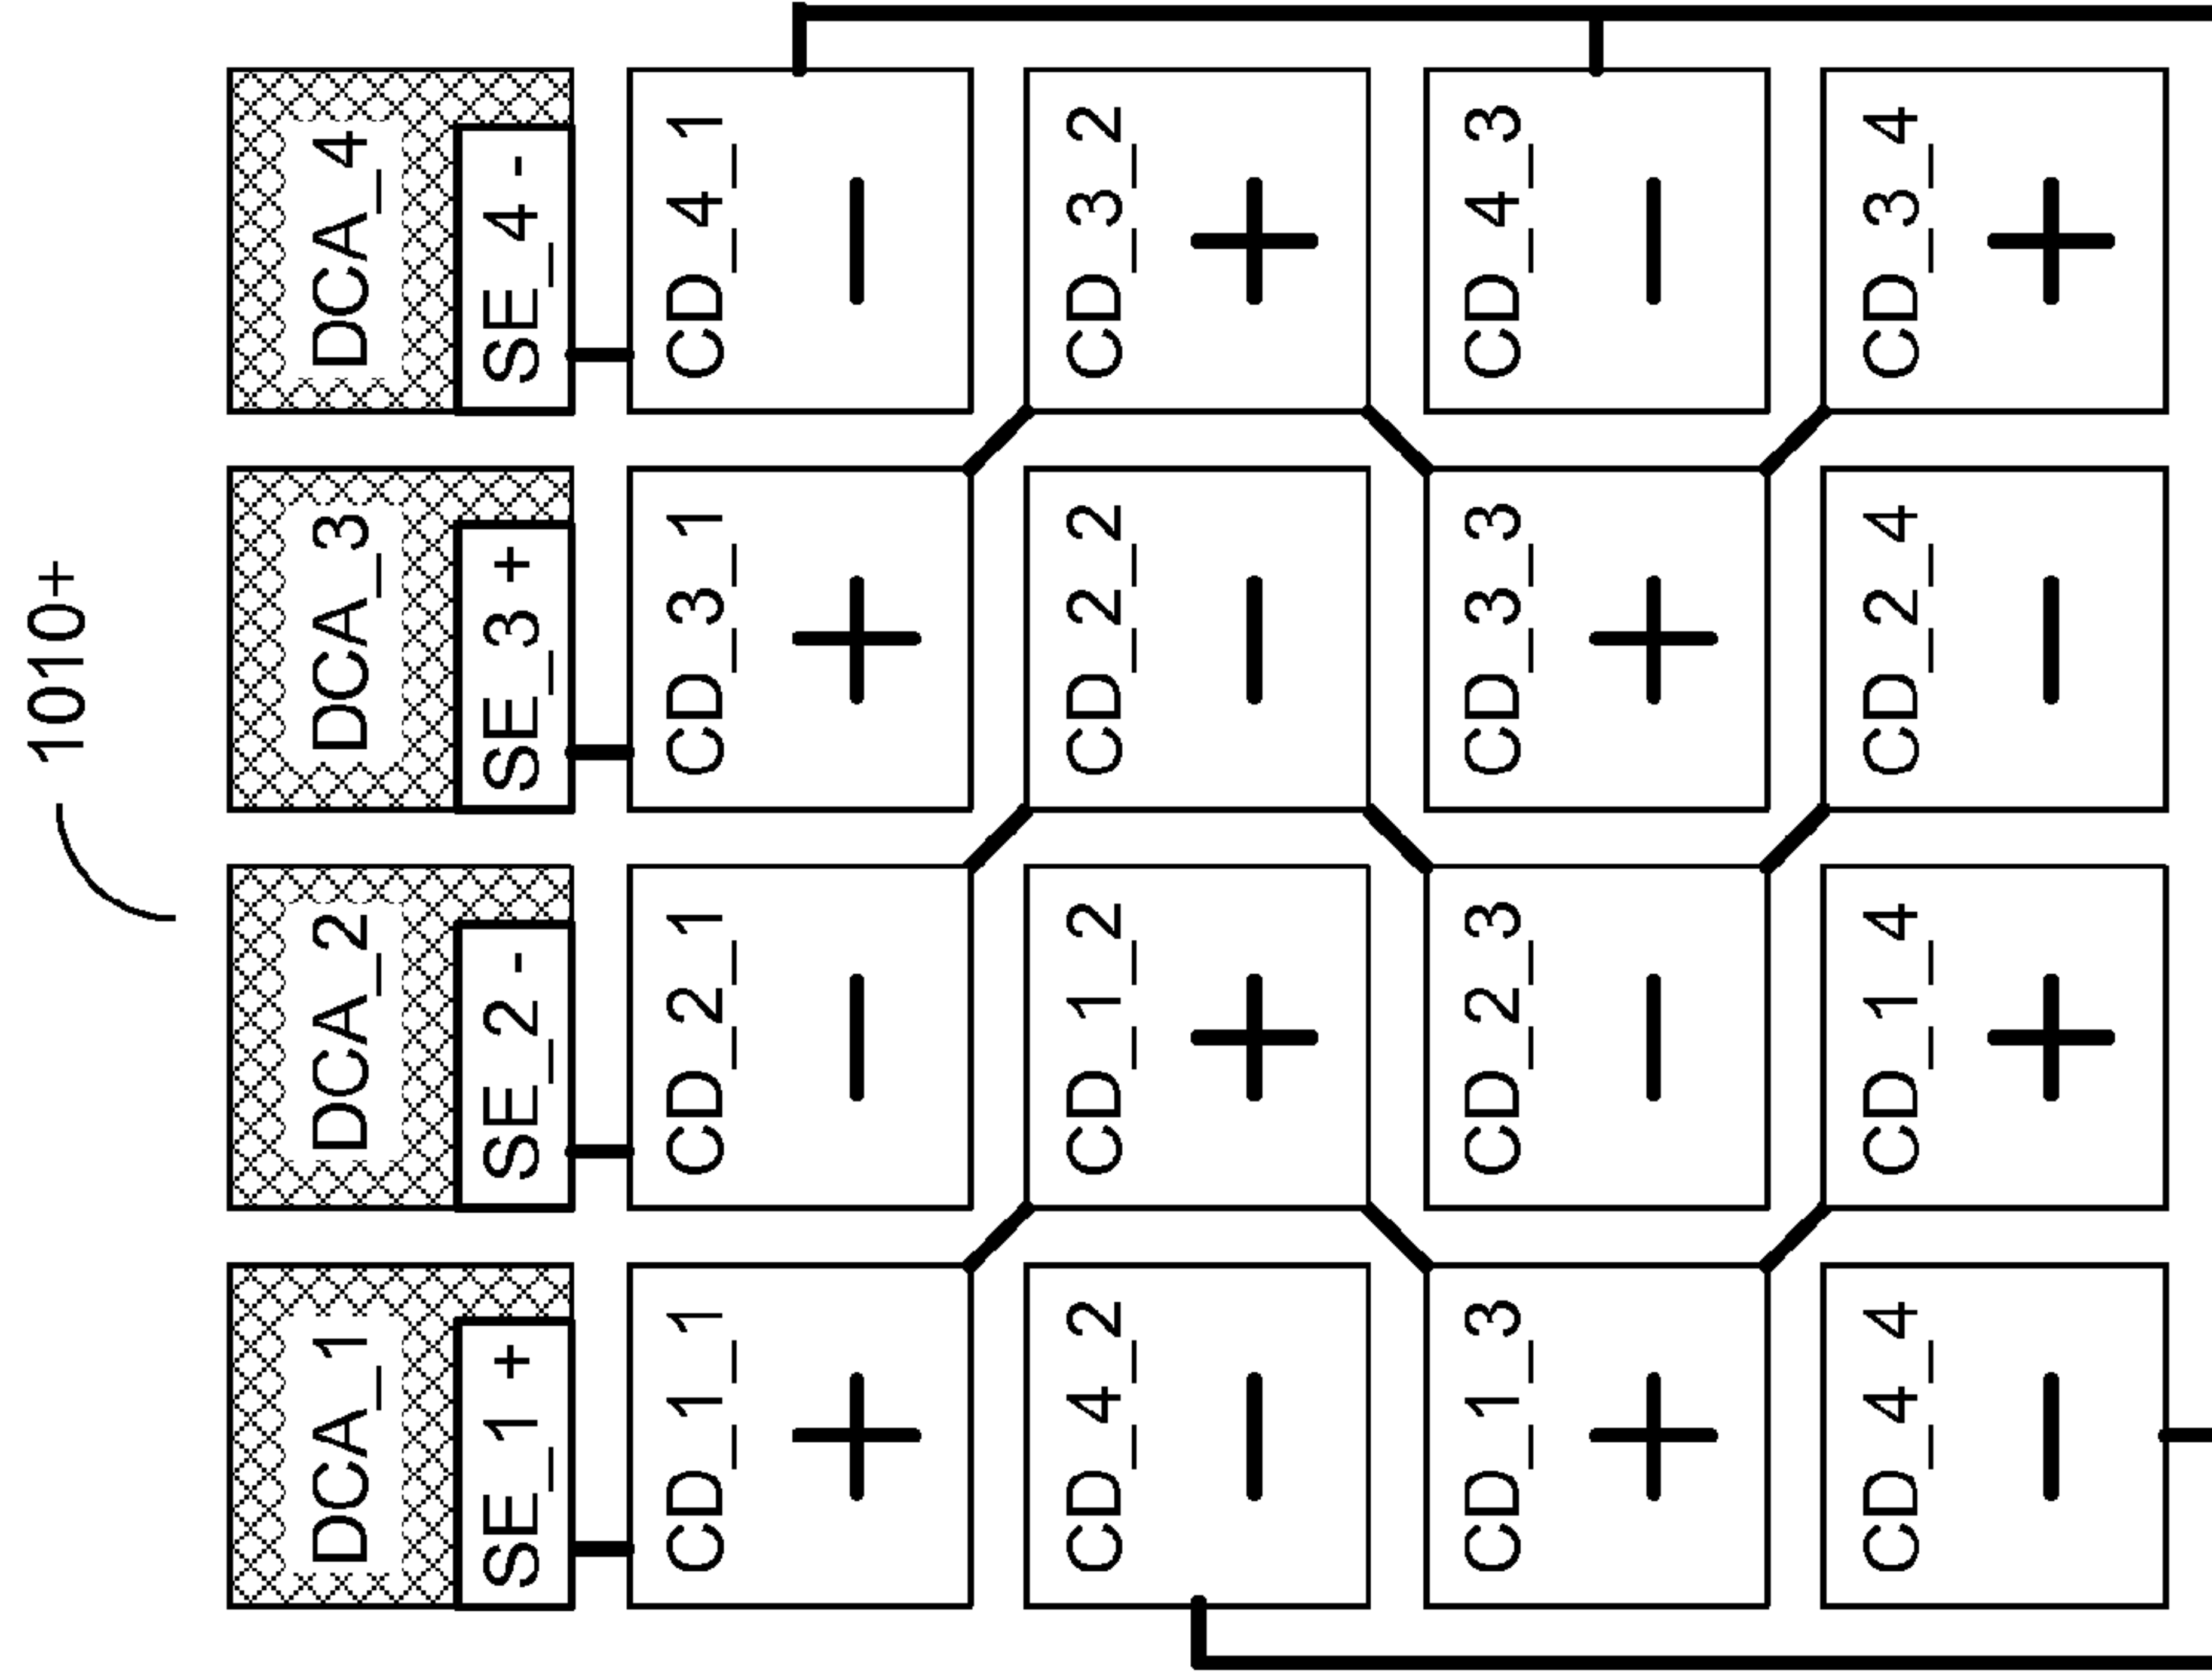 1010+
DCA_1 DCA_2 DCA_3 DCA_4
SE_1 + SE_2 - SE_3 + SE_4 -
CD_1_1 CD_2_1 CD_3_1 CD_4_1
+ − + −
CD_4_2 CD_1_2 CD_2_2 CD_3_2
− + − +
CD_1_3 CD_2_3 CD_3_3 CD_4_3
+ − + −
CD_4_4 CD_1_4 CD_2_4 CD_3_4
− + − +